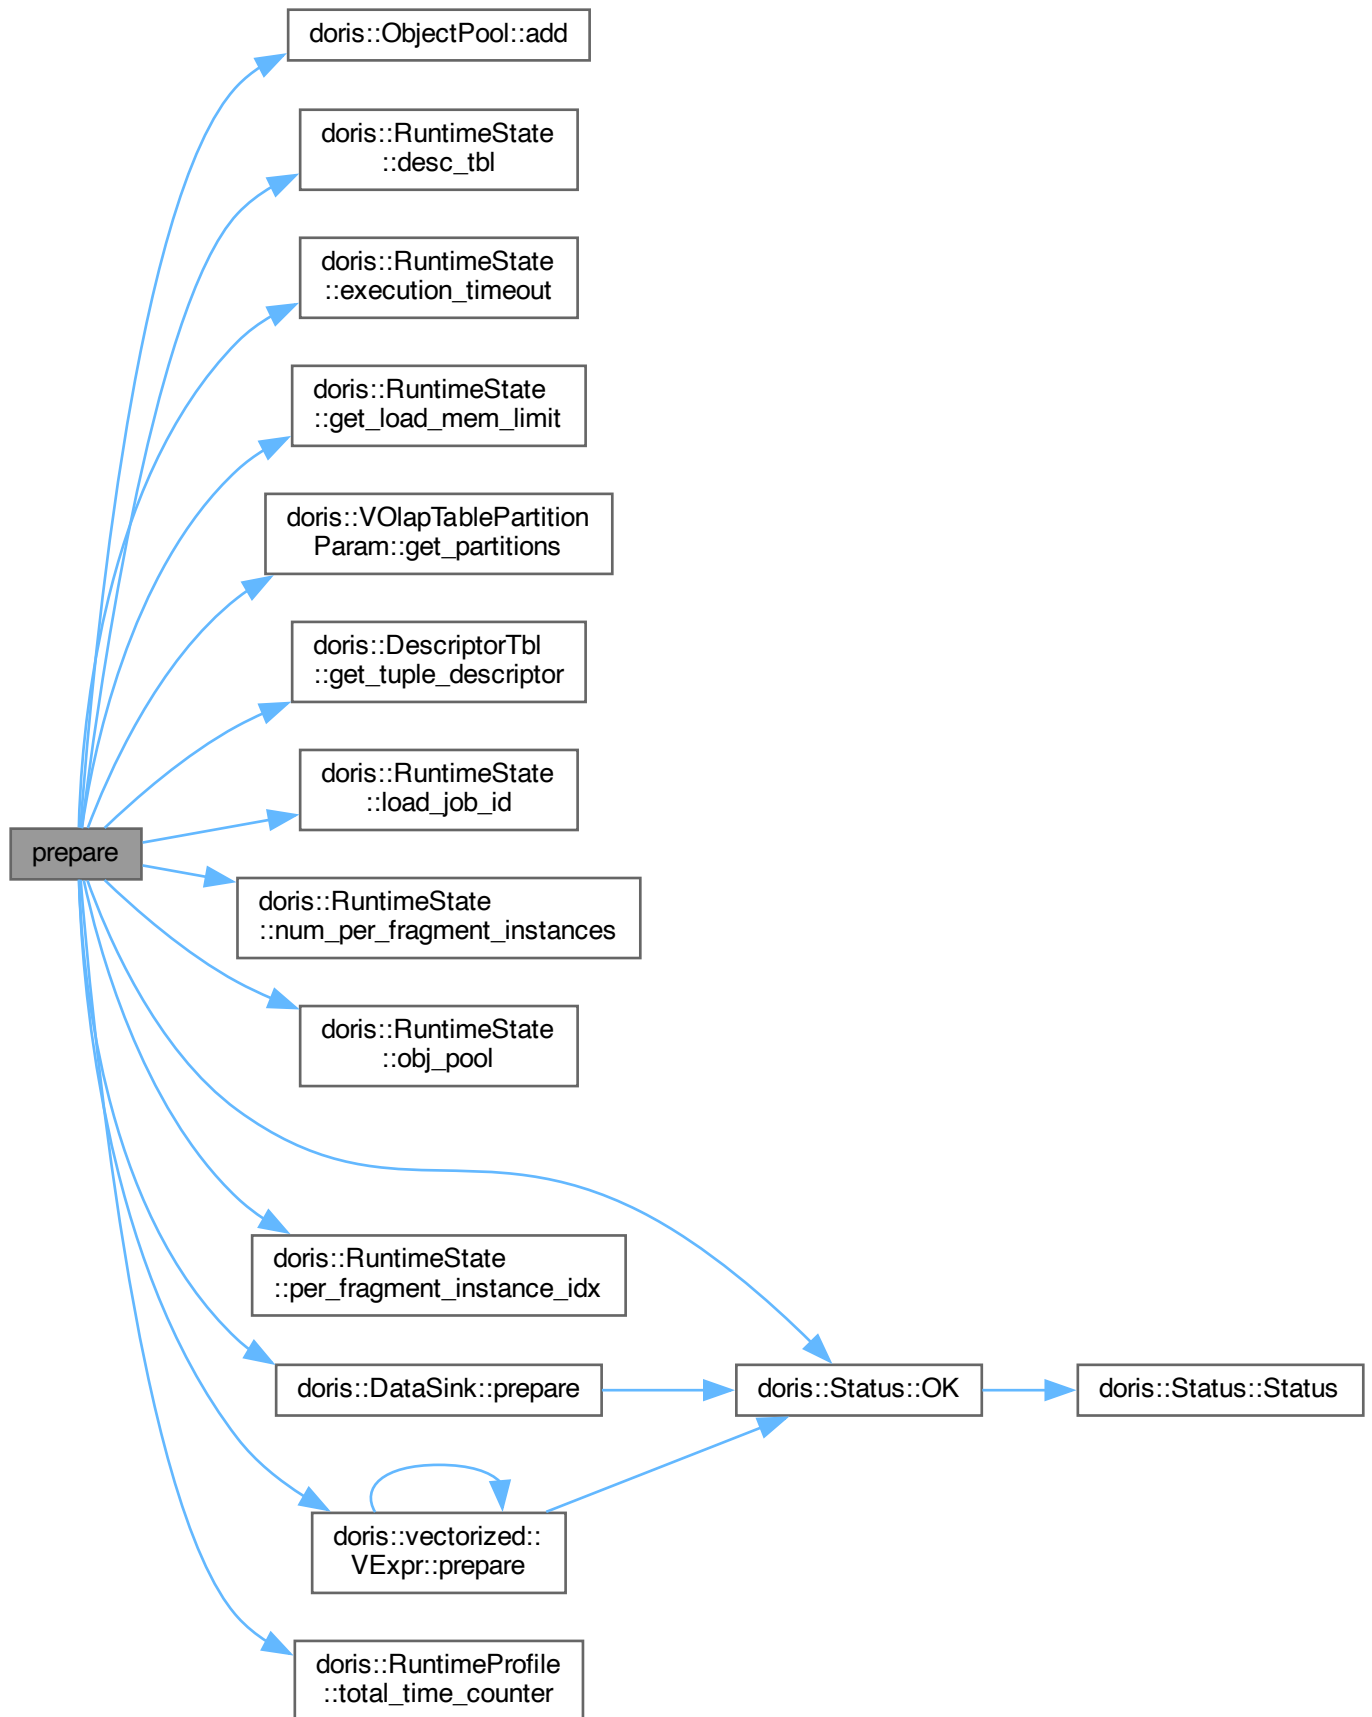 doris::ObjectPool::add
doris::RuntimeState
::desc_tbl
doris::RuntimeState
::execution_timeout
doris::RuntimeState
::get_load_mem_limit
doris::VOlapTablePartition
Param::get_partitions
doris::DescriptorTbl
::get_tuple_descriptor
doris::RuntimeState
::load_job_id
prepare
doris::RuntimeState
::num_per_fragment_instances
doris::RuntimeState
::obj_pool
doris::RuntimeState
::per_fragment_instance_idx
doris::DataSink::prepare
doris::Status::OK
doris::Status::Status
doris::vectorized::
VExpr::prepare
doris::RuntimeProfile
::total_time_counter